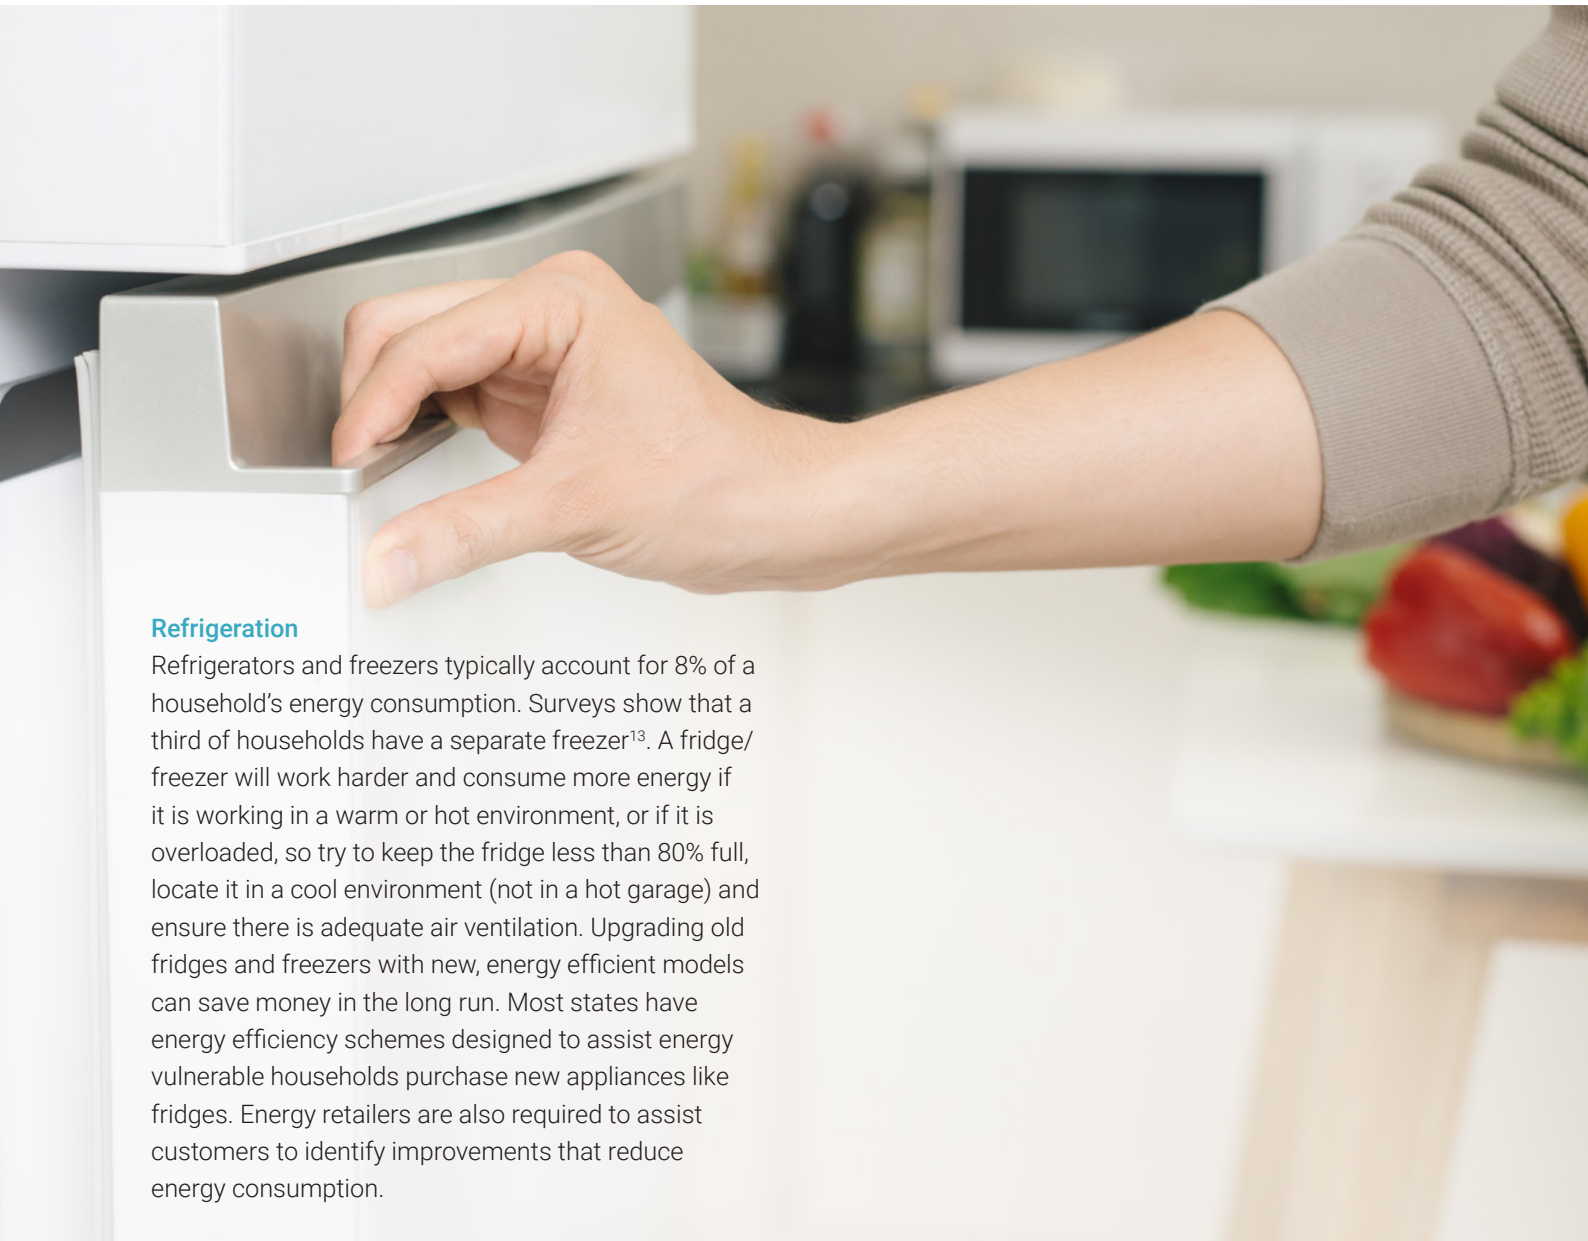 Refrigeration
Refrigerators and freezers typically account for 8% of a
household’s energy consumption. Surveys show that a
third of households have a separate freezer¹³. A fridge/
freezer will work harder and consume more energy if
it is working in a warm or hot environment, or if it is
overloaded, so try to keep the fridge less than 80% full,
locate it in a cool environment (not in a hot garage) and
ensure there is adequate air ventilation. Upgrading old
fridges and freezers with new, energy efficient models
can save money in the long run. Most states have
energy efficiency schemes designed to assist energy
vulnerable households purchase new appliances like
fridges. Energy retailers are also required to assist
customers to identify improvements that reduce
energy consumption.